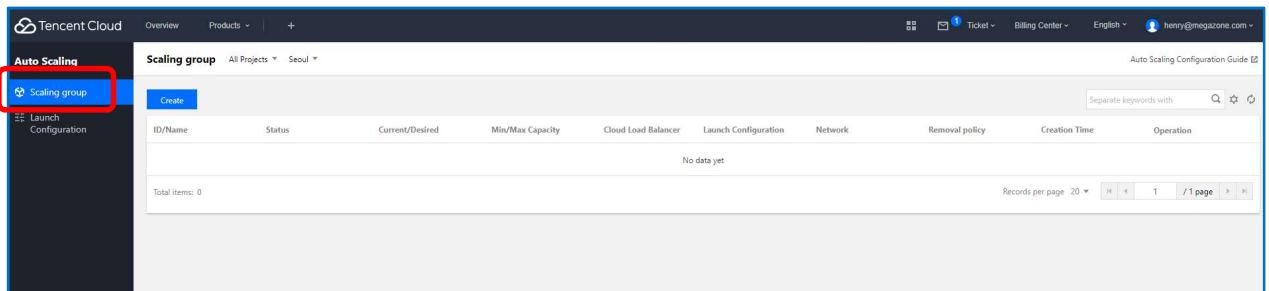 Tencent Cloud Overview Products + 1 Ticket Billing Center English henry@megazone.com
Auto Scaling
Scaling group
Launch
Configuration
Scaling group All Projects Seoul Auto Scaling Configuration Guide
Create Separate keywords with
ID/Name Status Current/Desired Min/Max Capacity Cloud Load Balancer Launch Configuration Network Removal policy Creation Time Operation
No data yet
Total items: 0 Records per page 20 1 / 1 page